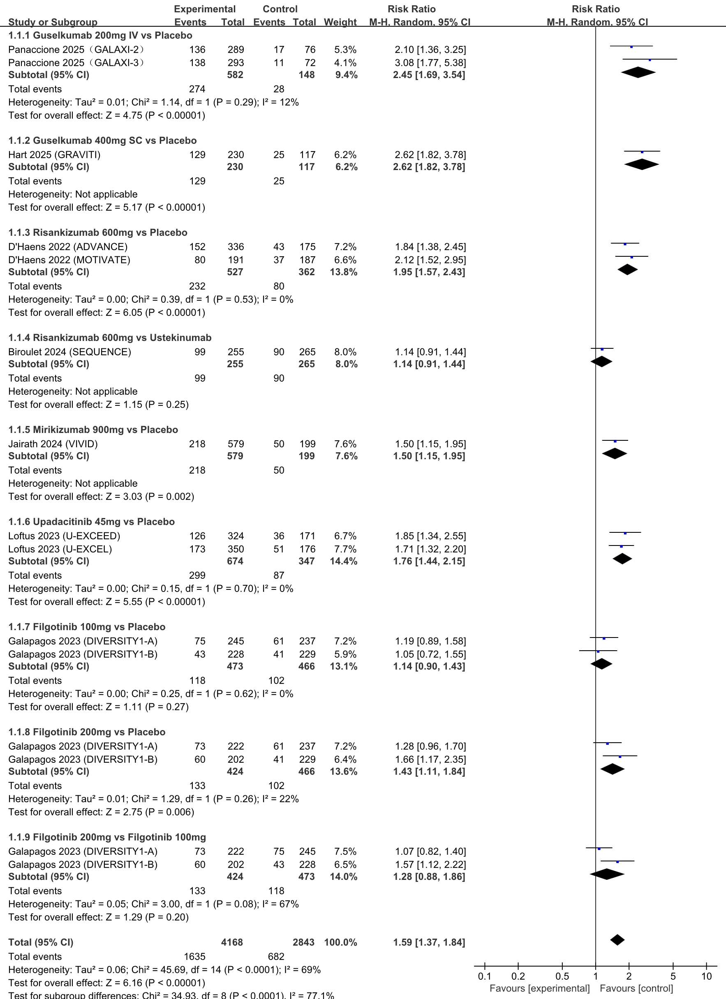 Experimental Control Risk Ratio Risk Ratio
Study or Subgroup Events Total Events Total Weight M-H, Random, 95% CI M-H, Random, 95% CI
1.1.1 Guselkumab 200mg IV vs Placebo
Panaccione 2025（GALAXI-2） 136 289 17 76 5.3% 2.10 [1.36, 3.25]
Panaccione 2025（GALAXI-3） 138 293 11 72 4.1% 3.08 [1.77, 5.38]
Subtotal (95% CI) 582 148 9.4% 2.45 [1.69, 3.54]
Total events 274 28
Heterogeneity: Tau² = 0.01; Chi² = 1.14, df = 1 (P = 0.29); I² = 12%
Test for overall effect: Z = 4.75 (P < 0.00001)
1.1.2 Guselkumab 400mg SC vs Placebo
Hart 2025 (GRAVITI) 129 230 25 117 6.2% 2.62 [1.82, 3.78]
Subtotal (95% CI) 230 117 6.2% 2.62 [1.82, 3.78]
Total events 129 25
Heterogeneity: Not applicable
Test for overall effect: Z = 5.17 (P < 0.00001)
1.1.3 Risankizumab 600mg vs Placebo
D'Haens 2022 (ADVANCE) 152 336 43 175 7.2% 1.84 [1.38, 2.45]
D'Haens 2022 (MOTIVATE) 80 191 37 187 6.6% 2.12 [1.52, 2.95]
Subtotal (95% CI) 527 362 13.8% 1.95 [1.57, 2.43]
Total events 232 80
Heterogeneity: Tau² = 0.00; Chi² = 0.39, df = 1 (P = 0.53); I² = 0%
Test for overall effect: Z = 6.05 (P < 0.00001)
1.1.4 Risankizumab 600mg vs Ustekinumab
Biroulet 2024 (SEQUENCE) 99 255 90 265 8.0% 1.14 [0.91, 1.44]
Subtotal (95% CI) 255 265 8.0% 1.14 [0.91, 1.44]
Total events 99 90
Heterogeneity: Not applicable
Test for overall effect: Z = 1.15 (P = 0.25)
1.1.5 Mirikizumab 900mg vs Placebo
Jairath 2024 (VIVID) 218 579 50 199 7.6% 1.50 [1.15, 1.95]
Subtotal (95% CI) 579 199 7.6% 1.50 [1.15, 1.95]
Total events 218 50
Heterogeneity: Not applicable
Test for overall effect: Z = 3.03 (P = 0.002)
1.1.6 Upadacitinib 45mg vs Placebo
Loftus 2023 (U-EXCEED) 126 324 36 171 6.7% 1.85 [1.34, 2.55]
Loftus 2023 (U-EXCEL) 173 350 51 176 7.7% 1.71 [1.32, 2.20]
Subtotal (95% CI) 674 347 14.4% 1.76 [1.44, 2.15]
Total events 299 87
Heterogeneity: Tau² = 0.00; Chi² = 0.15, df = 1 (P = 0.70); I² = 0%
Test for overall effect: Z = 5.55 (P < 0.00001)
1.1.7 Filgotinib 100mg vs Placebo
Galapagos 2023 (DIVERSITY1-A) 75 245 61 237 7.2% 1.19 [0.89, 1.58]
Galapagos 2023 (DIVERSITY1-B) 43 228 41 229 5.9% 1.05 [0.72, 1.55]
Subtotal (95% CI) 473 466 13.1% 1.14 [0.90, 1.43]
Total events 118 102
Heterogeneity: Tau² = 0.00; Chi² = 0.25, df = 1 (P = 0.62); I² = 0%
Test for overall effect: Z = 1.11 (P = 0.27)
1.1.8 Filgotinib 200mg vs Placebo
Galapagos 2023 (DIVERSITY1-A) 73 222 61 237 7.2% 1.28 [0.96, 1.70]
Galapagos 2023 (DIVERSITY1-B) 60 202 41 229 6.4% 1.66 [1.17, 2.35]
Subtotal (95% CI) 424 466 13.6% 1.43 [1.11, 1.84]
Total events 133 102
Heterogeneity: Tau² = 0.01; Chi² = 1.29, df = 1 (P = 0.26); I² = 22%
Test for overall effect: Z = 2.75 (P = 0.006)
1.1.9 Filgotinib 200mg vs Filgotinib 100mg
Galapagos 2023 (DIVERSITY1-A) 73 222 75 245 7.5% 1.07 [0.82, 1.40]
Galapagos 2023 (DIVERSITY1-B) 60 202 43 228 6.5% 1.57 [1.12, 2.22]
Subtotal (95% CI) 424 473 14.0% 1.28 [0.88, 1.86]
Total events 133 118
Heterogeneity: Tau² = 0.05; Chi² = 3.00, df = 1 (P = 0.08); I² = 67%
Test for overall effect: Z = 1.29 (P = 0.20)
Total (95% CI) 4168 2843 100.0% 1.59 [1.37, 1.84]
Total events 1635 682
Heterogeneity: Tau² = 0.06; Chi² = 45.69, df = 14 (P < 0.0001); I² = 69%
Test for overall effect: Z = 6.16 (P < 0.00001)
Test for subgroup differences: Chi² = 34.93, df = 8 (P < 0.0001), I² = 77.1%
0.1 0.2 0.5 1 2 5 10
Favours [experimental] Favours [control]